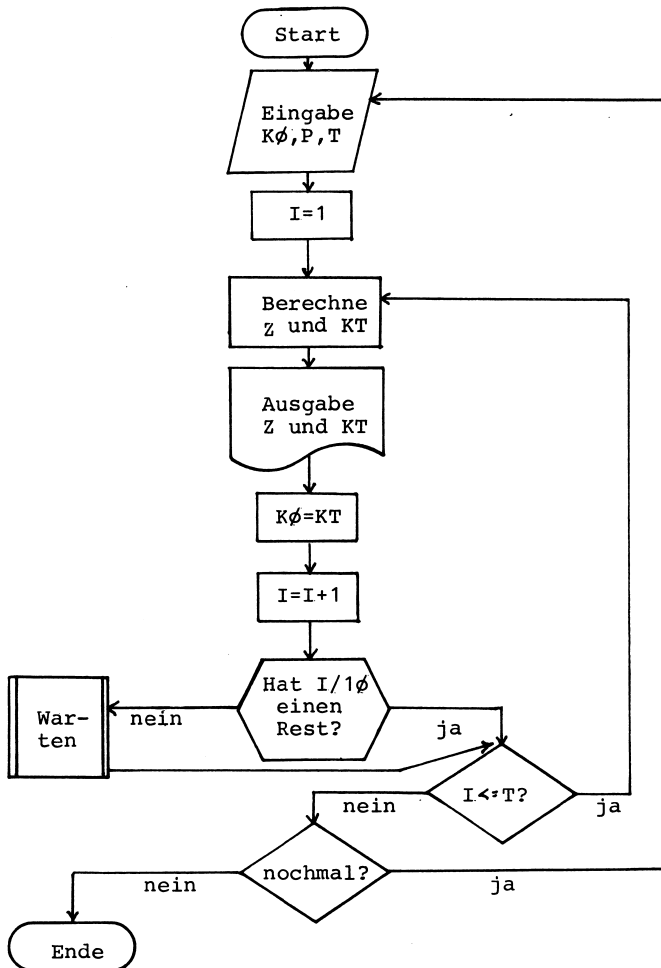 Start
Eingabe
Kø,P,T
I=1
Berechne
Z und KT
Ausgabe
Z und KT
Kø=KT
I=I+1
Hat I/1ø
einen
Rest?
nein
ja
War-
ten
I<=T?
nein
ja
nochmal?
nein
ja
Ende